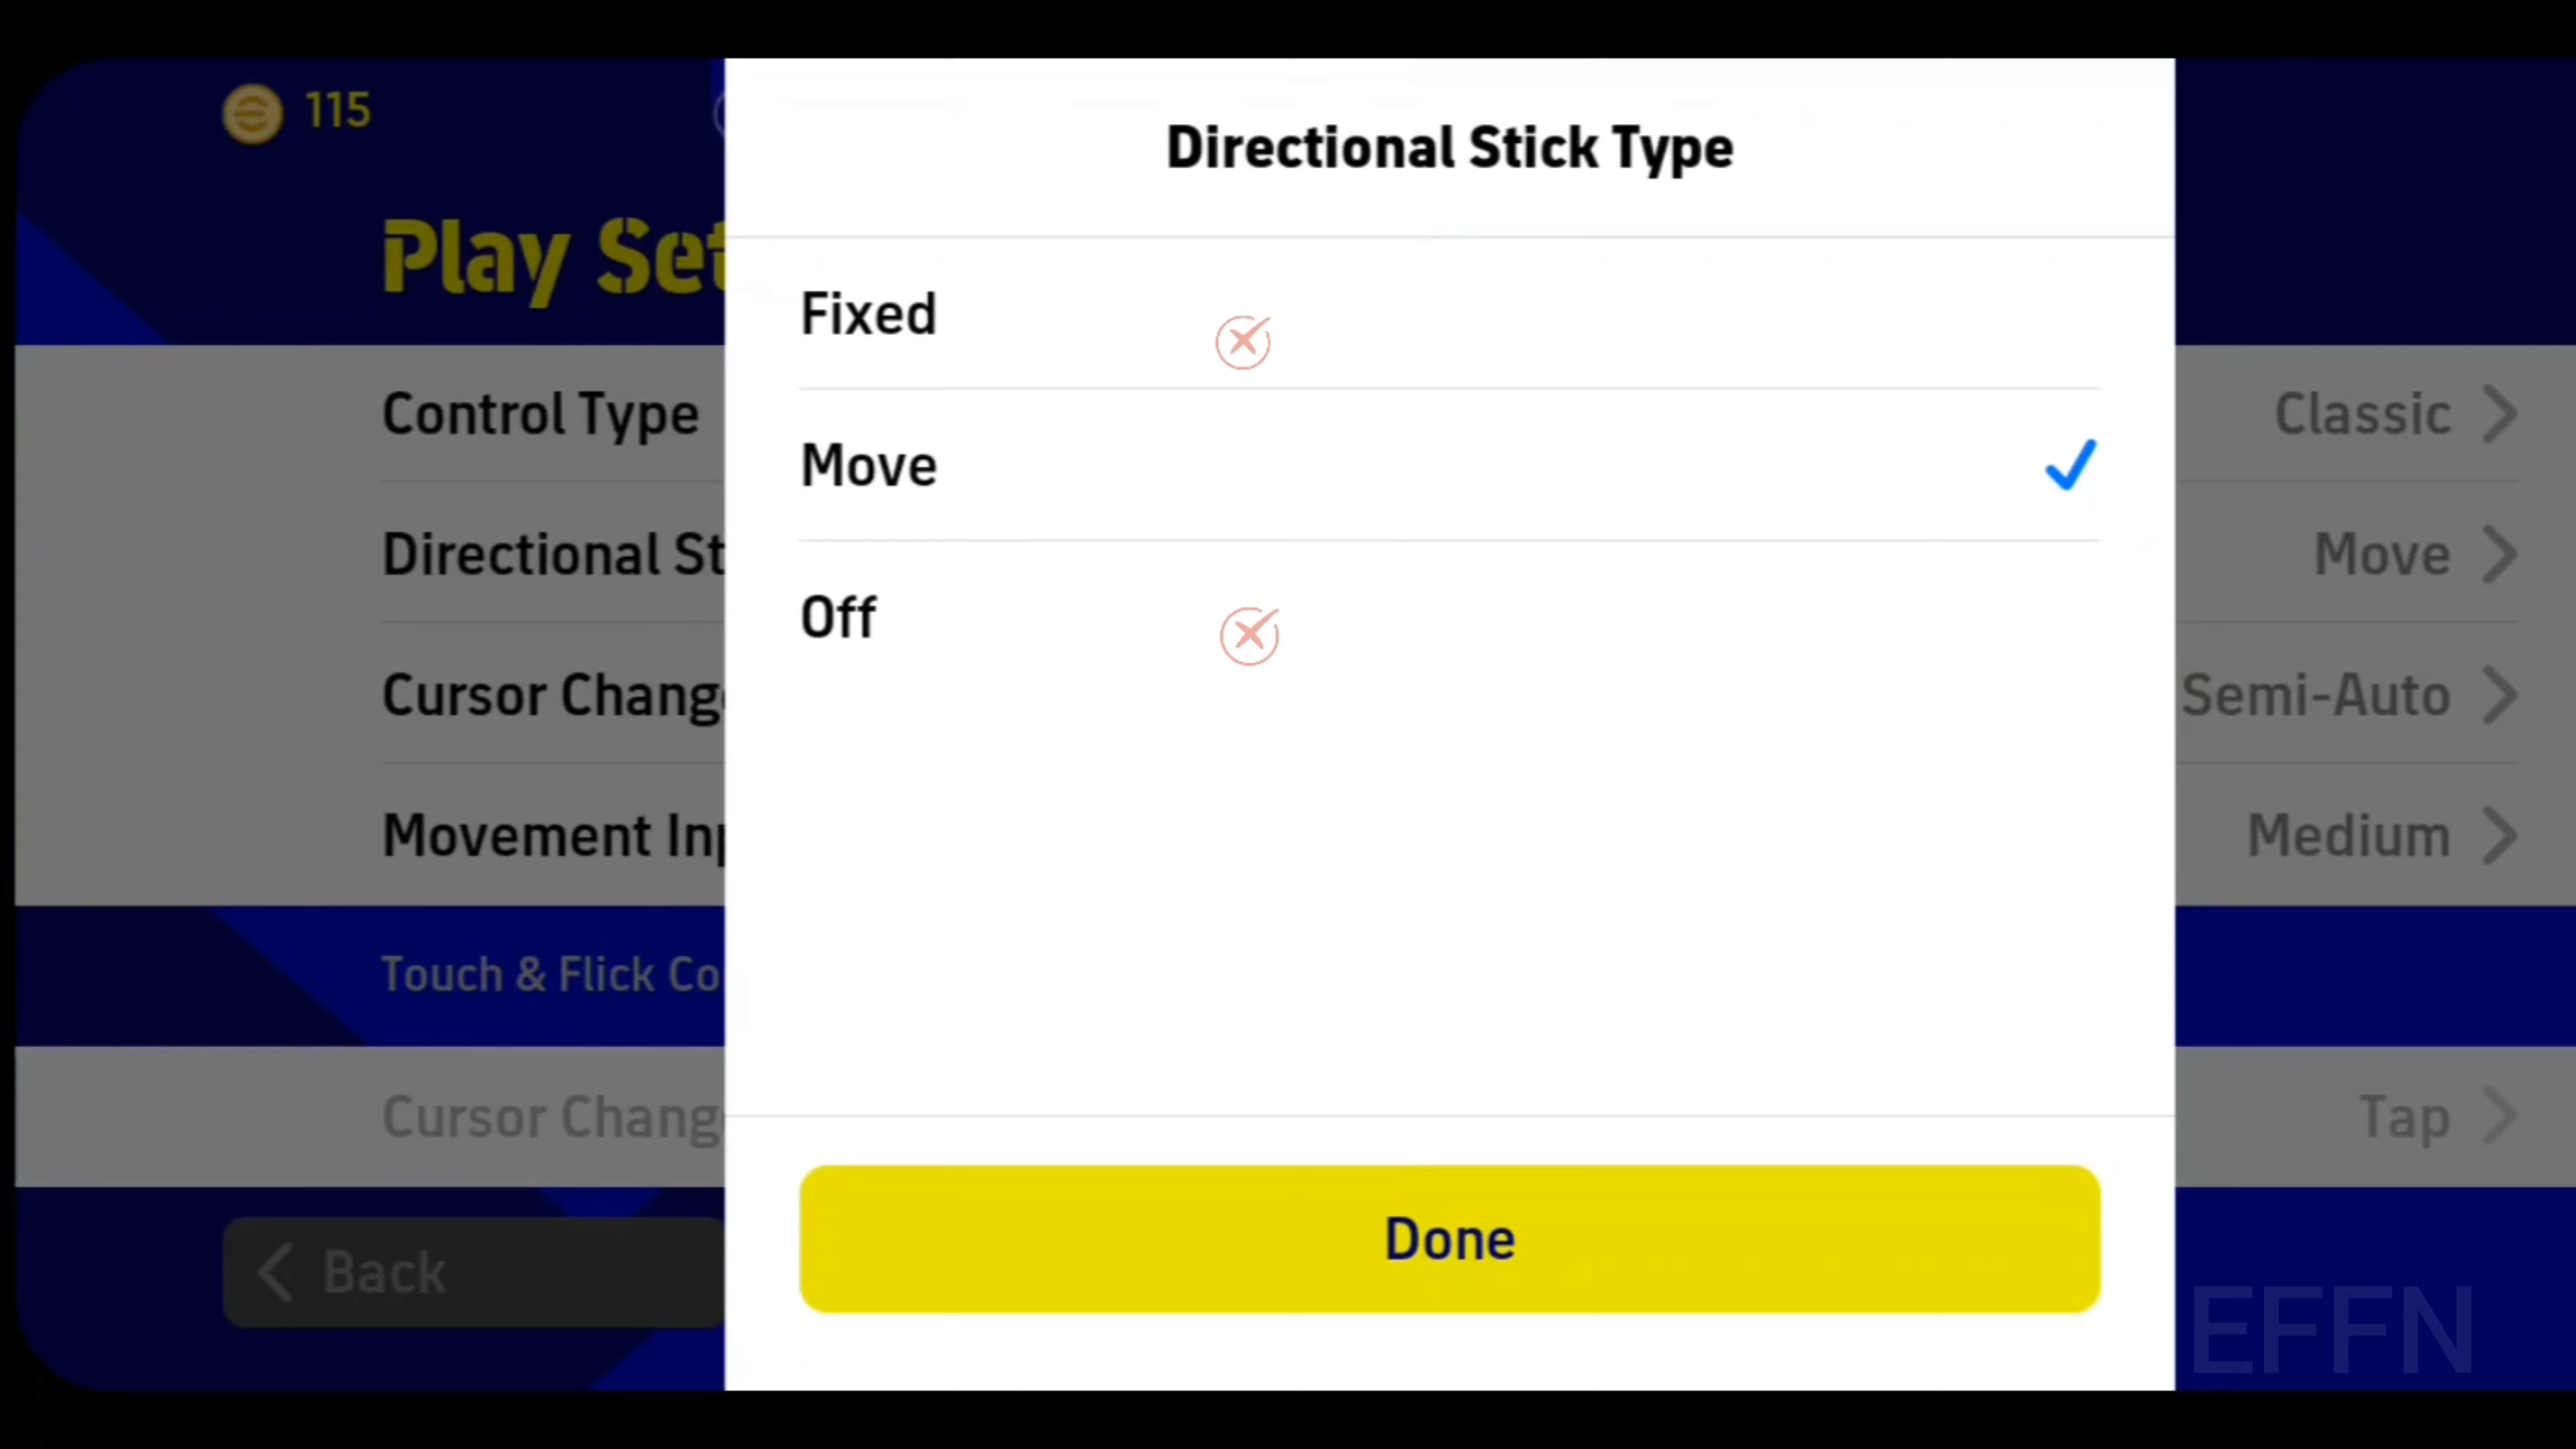 115
Play Set
Directional Stick Type
Fixed
Move
Off
Control Type
Classic
Directional St
Move
Cursor Chang
Semi-Auto
Movement Inp
Medium
Touch & Flick Co
Cursor Chang
Tap
Done
Back
EFFN